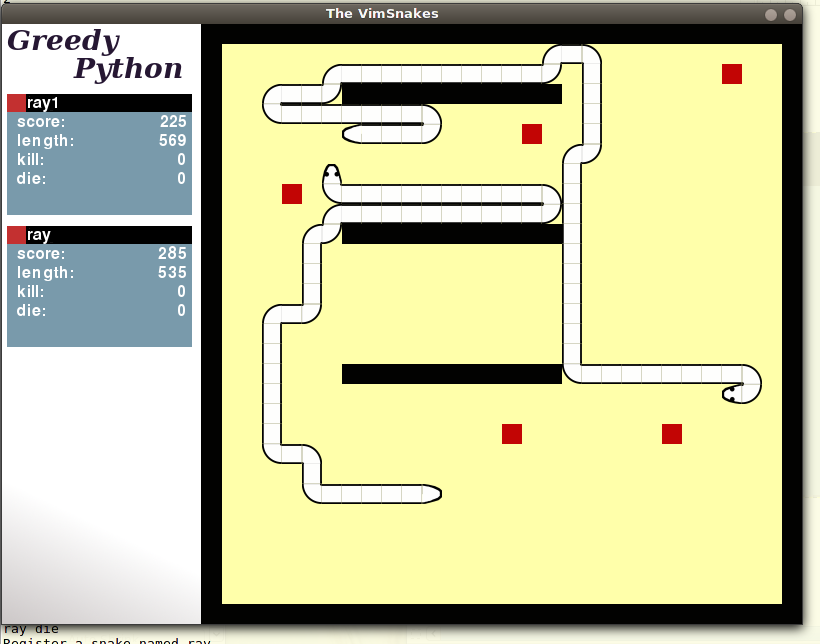 The VimSnakes
Greedy
Python
ray1
score: 225
length: 569
kill: 0
die: 0
ray
score: 285
length: 535
kill: 0
die: 0
ray die
Register a snake named ray